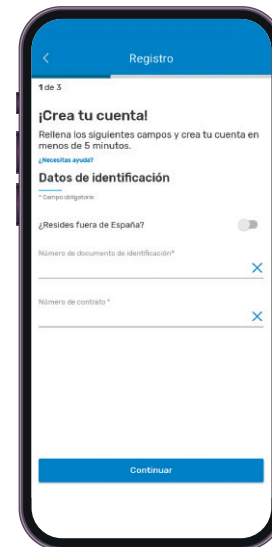 Registro
1 de 3
¡Crea tu cuenta!
Rellena los siguientes campos y crea tu cuenta en
menos de 5 minutos.
¿Necesitas ayuda?
Datos de identificación
* Campo obligatorio
¿Resides fuera de España?
Número de documento de identificación*
Número de contrato *
Continuar